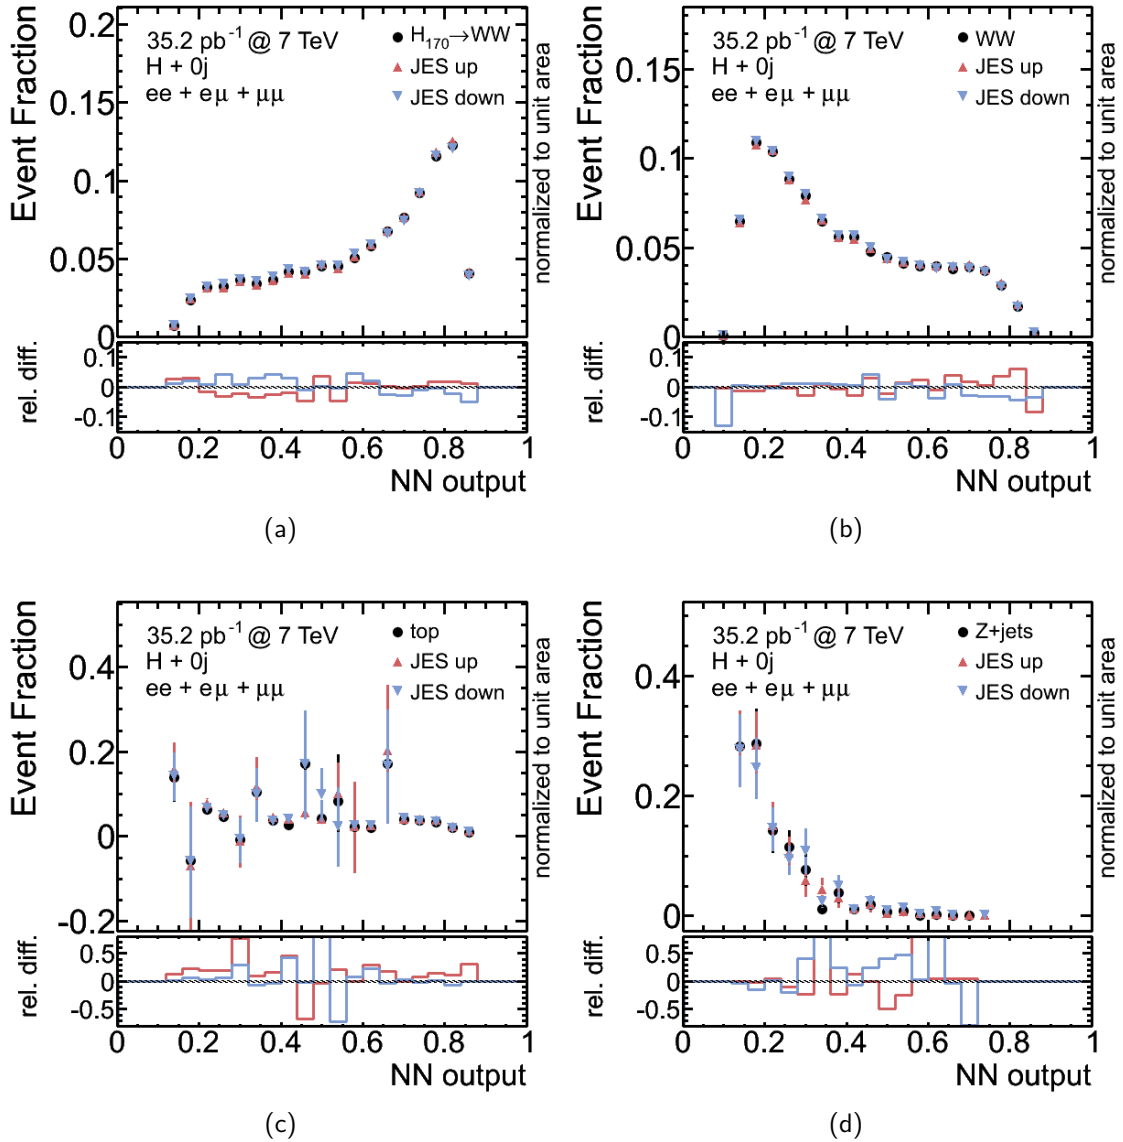 Event Fraction
0.2
0.15
0.1
0.05
0
35.2 pb⁻¹ @ 7 TeV
H + 0j
ee + eμ + μμ
H₁₇₀→WW
JES up
JES down
normalized to unit area
rel. diff.
0.1
0
-0.1
0 0.2 0.4 0.6 0.8 1
NN output
(a)
Event Fraction
0.15
0.1
0.05
0
35.2 pb⁻¹ @ 7 TeV
H + 0j
ee + eμ + μμ
WW
JES up
JES down
normalized to unit area
rel. diff.
0.1
0
-0.1
0 0.2 0.4 0.6 0.8 1
NN output
(b)
Event Fraction
0.4
0.2
0
-0.2
35.2 pb⁻¹ @ 7 TeV
H + 0j
ee + eμ + μμ
top
JES up
JES down
normalized to unit area
rel. diff.
0.5
0
-0.5
0 0.2 0.4 0.6 0.8 1
NN output
(c)
Event Fraction
0.4
0.2
0
35.2 pb⁻¹ @ 7 TeV
H + 0j
ee + eμ + μμ
Z+jets
JES up
JES down
normalized to unit area
rel. diff.
0.5
0
-0.5
0 0.2 0.4 0.6 0.8 1
NN output
(d)